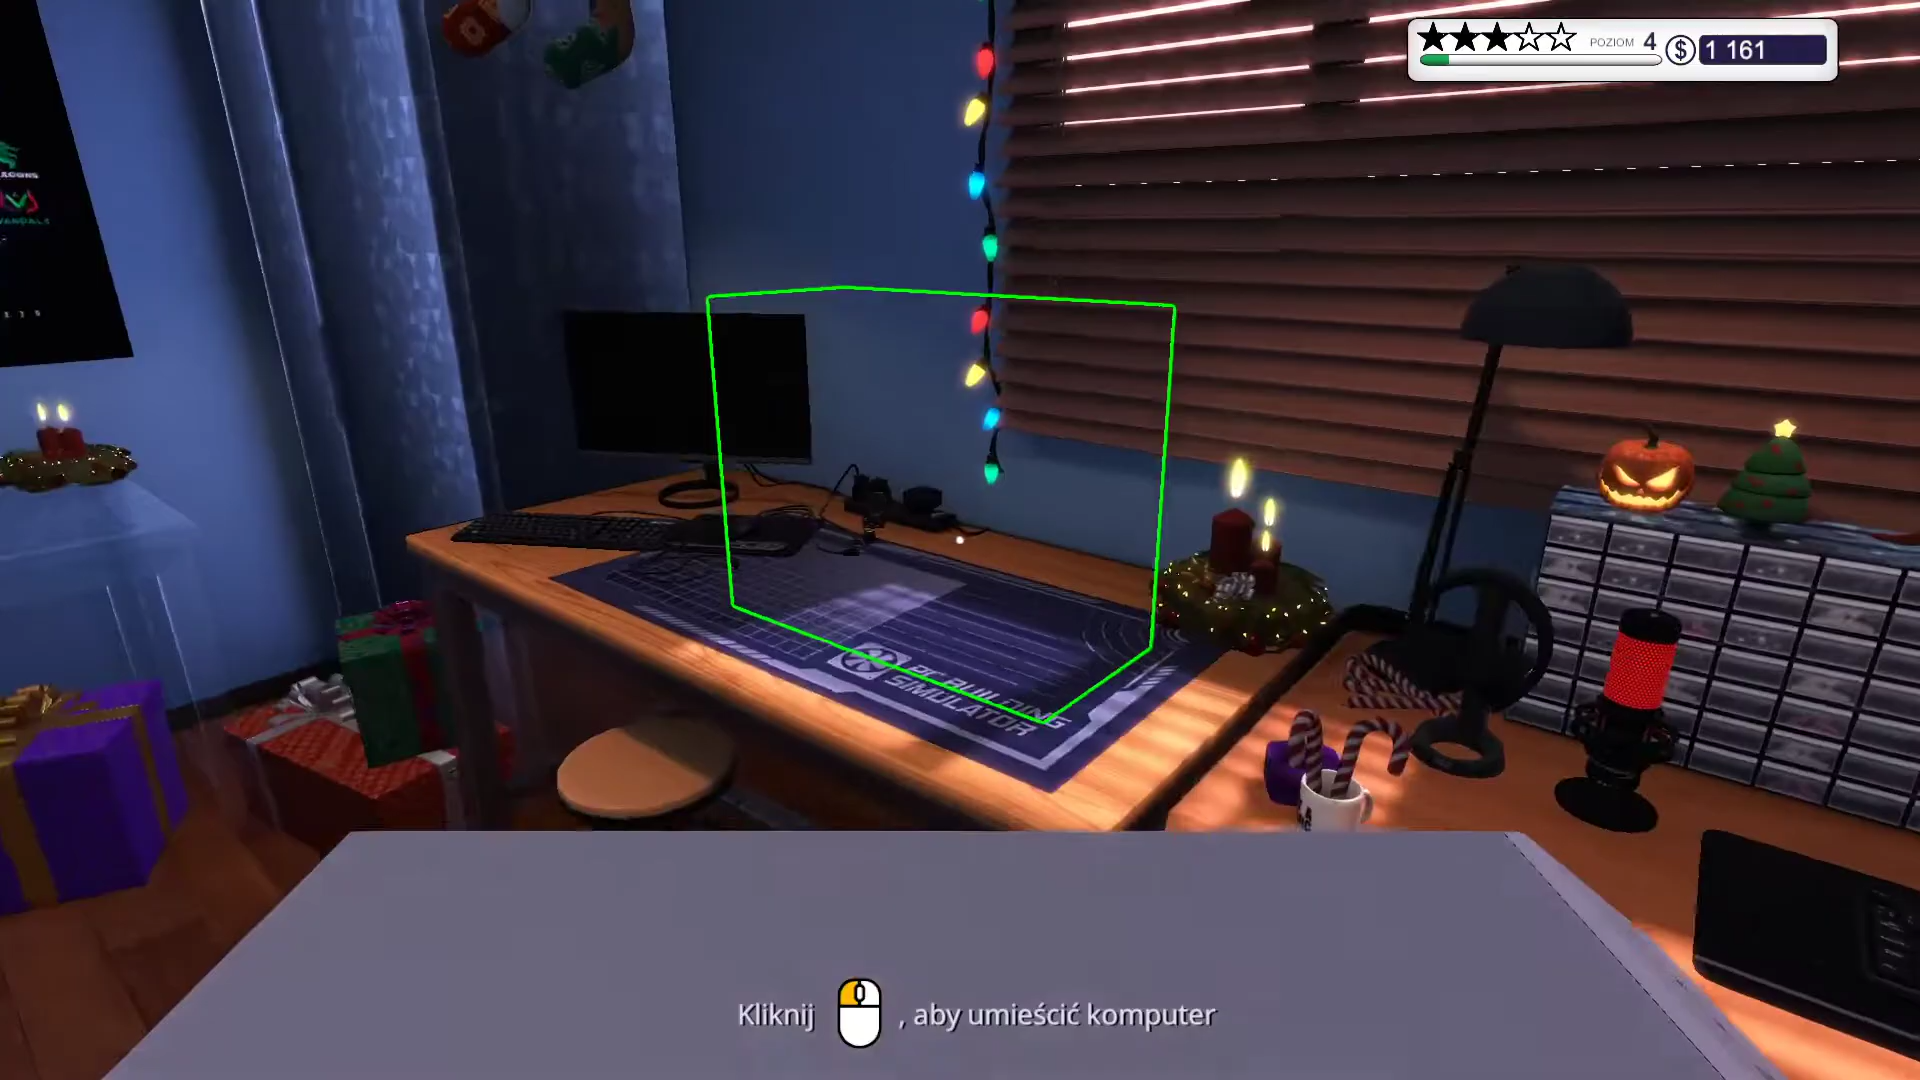 POZIOM 4 $ 1 161
PC BUILDING
SIMULATOR
Kliknij , aby umieścić komputer